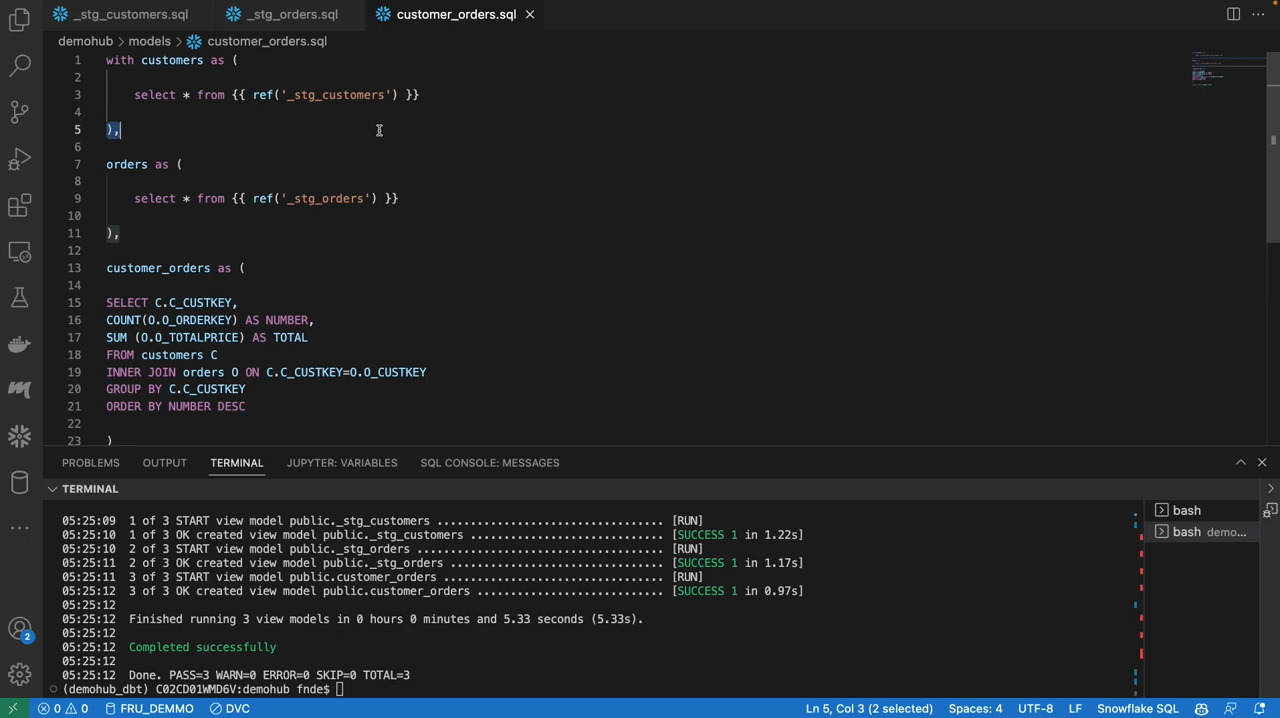 _stg_customers.sql
_stg_orders.sql
customer_orders.sql
demohub > models > customer_orders.sql
1 with customers as (
2
3 select * from {{ ref('_stg_customers') }}
4
5 ),
6
7 orders as (
8
9 select * from {{ ref('_stg_orders') }}
10
11 ),
12
13 customer_orders as (
14
15 SELECT C.C_CUSTKEY,
16 COUNT(O.O_ORDERKEY) AS NUMBER,
17 SUM (O.O_TOTALPRICE) AS TOTAL
18 FROM customers C
19 INNER JOIN orders O ON C.C_CUSTKEY=O.O_CUSTKEY
20 GROUP BY C.C_CUSTKEY
21 ORDER BY NUMBER DESC
22
23 )
PROBLEMS OUTPUT TERMINAL JUPYTER: VARIABLES SQL CONSOLE: MESSAGES
TERMINAL
05:25:09 1 of 3 START view model public._stg_customers .................................. [RUN]
05:25:10 1 of 3 OK created view model public._stg_customers ............................. [SUCCESS 1 in 1.22s]
05:25:10 2 of 3 START view model public._stg_orders ..................................... [RUN]
05:25:11 2 of 3 OK created view model public._stg_orders ................................ [SUCCESS 1 in 1.17s]
05:25:11 3 of 3 START view model public.customer_orders ................................. [RUN]
05:25:12 3 of 3 OK created view model public.customer_orders ............................ [SUCCESS 1 in 0.97s]
05:25:12
05:25:12 Finished running 3 view models in 0 hours 0 minutes and 5.33 seconds (5.33s).
05:25:12
05:25:12 Completed successfully
05:25:12
05:25:12 Done. PASS=3 WARN=0 ERROR=0 SKIP=0 TOTAL=3
(demohub_dbt) C02CD01WMD6V:demohub fnde$
bash
bash demo...
2
0 0 FRU_DEMMO DVC Ln 5, Col 3 (2 selected) Spaces: 4 UTF-8 LF Snowflake SQL